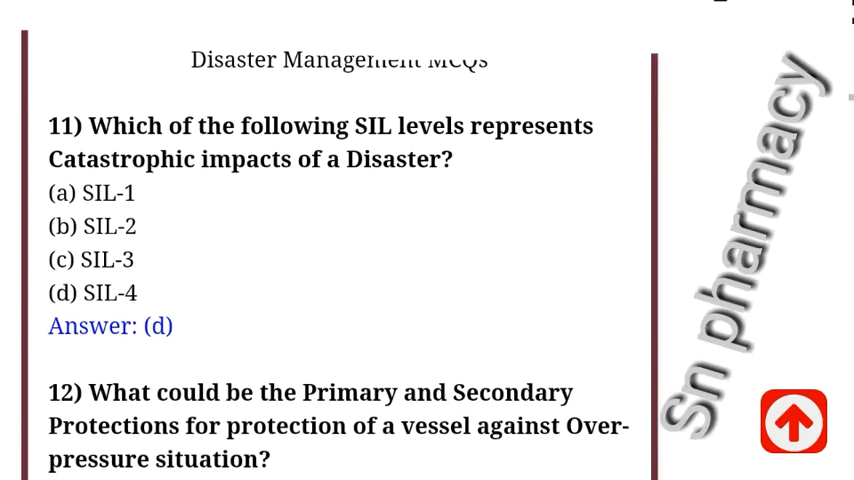 Disaster Management MCQs
11) Which of the following SIL levels represents
Catastrophic impacts of a Disaster?
(a) SIL-1
(b) SIL-2
(c) SIL-3
(d) SIL-4
Answer: (d)
12) What could be the Primary and Secondary
Protections for protection of a vessel against Over-
pressure situation?
Sn pharmacy